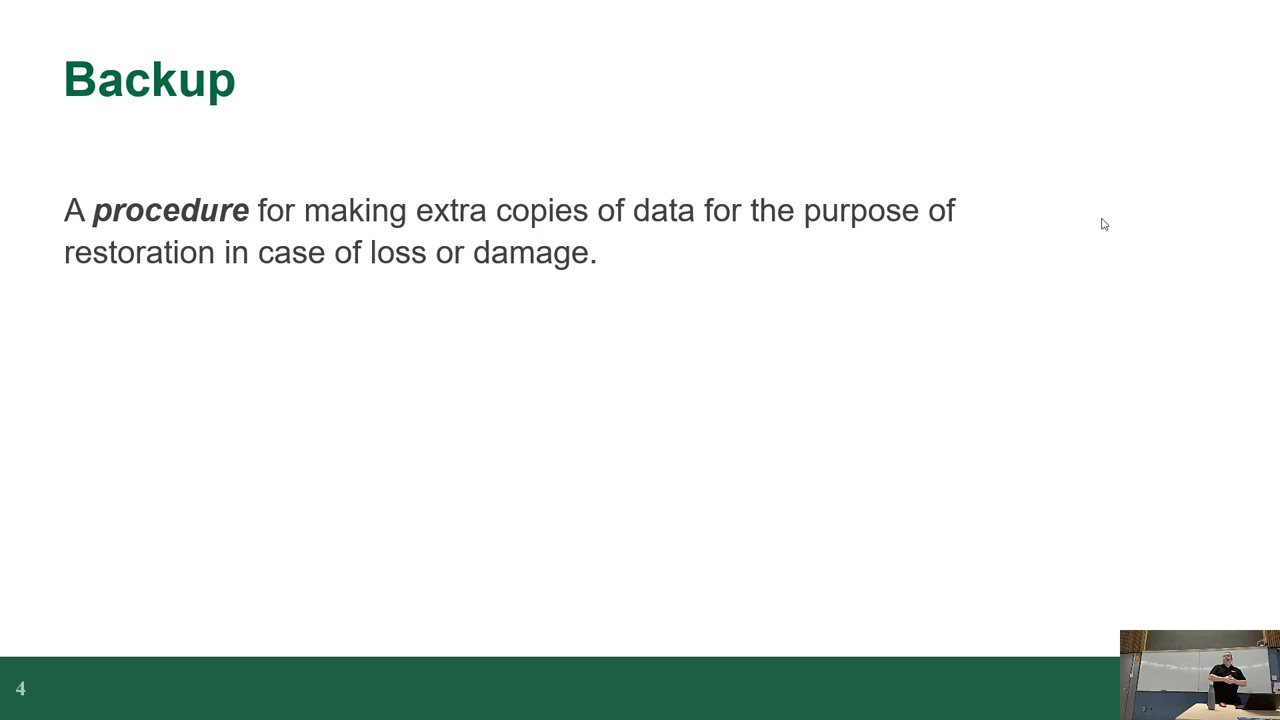 Backup
A procedure for making extra copies of data for the purpose of
restoration in case of loss or damage.
4